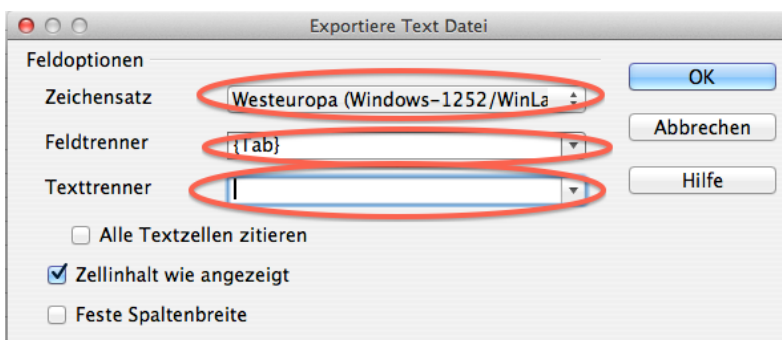 Exportiere Text Datei
Feldoptionen
Zeichensatz
Westeuropa (Windows-1252/WinLa
Feldtrenner
{Tab}
Texttrenner
Alle Textzellen zitieren
Zellinhalt wie angezeigt
Feste Spaltenbreite
OK
Abbrechen
Hilfe